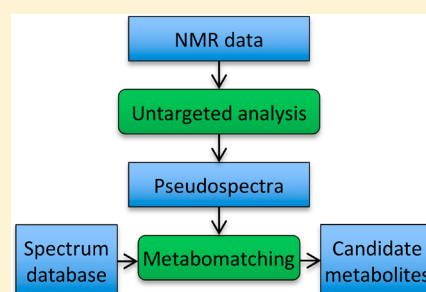 NMR data
Untargeted analysis
Pseudospectra
Spectrum
database
Metabomatching
Candidate
metabolites